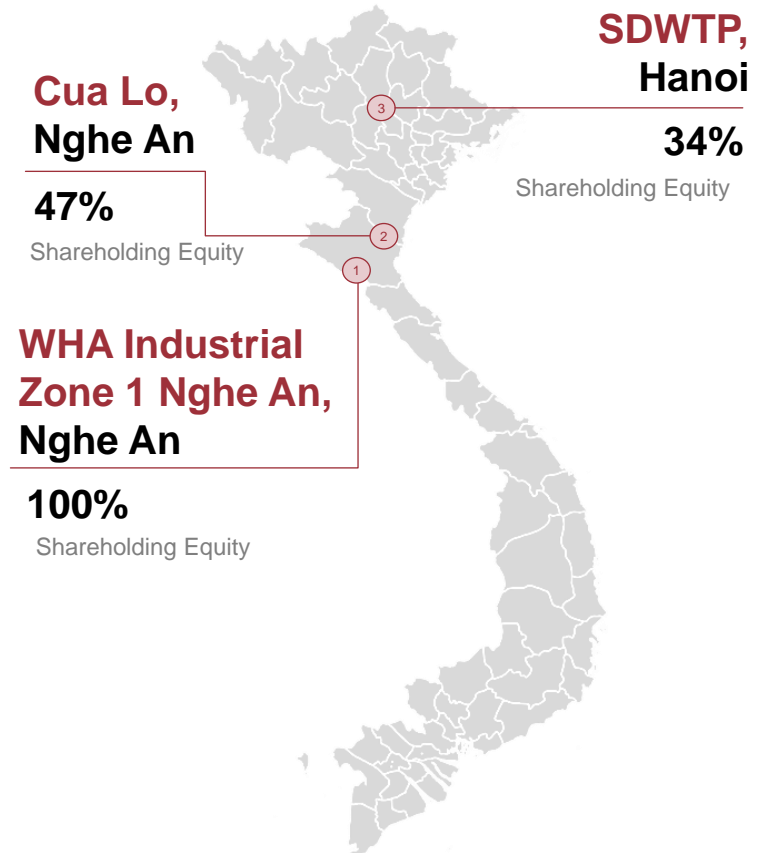 SDWTP,
Hanoi
34%
Shareholding Equity
3
Cua Lo,
Nghe An
47%
Shareholding Equity
2
1
WHA Industrial
Zone 1 Nghe An,
Nghe An
100%
Shareholding Equity